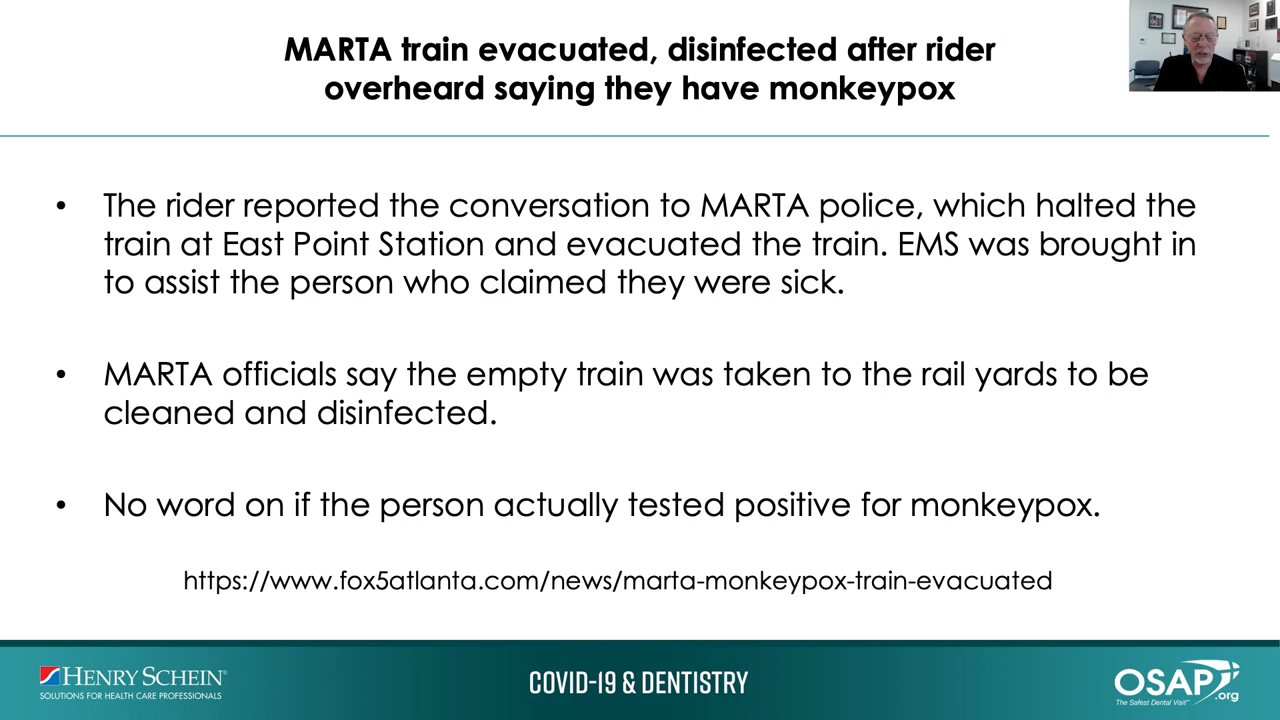 MARTA train evacuated, disinfected after rider
overheard saying they have monkeypox
• The rider reported the conversation to MARTA police, which halted the
train at East Point Station and evacuated the train. EMS was brought in
to assist the person who claimed they were sick.
• MARTA officials say the empty train was taken to the rail yards to be
cleaned and disinfected.
• No word on if the person actually tested positive for monkeypox.
https://www.fox5atlanta.com/news/marta-monkeypox-train-evacuated
HENRY SCHEIN®
SOLUTIONS FOR HEALTH CARE PROFESSIONALS
COVID-19 & DENTISTRY
OSAP.org
The Safest Dental Visit™